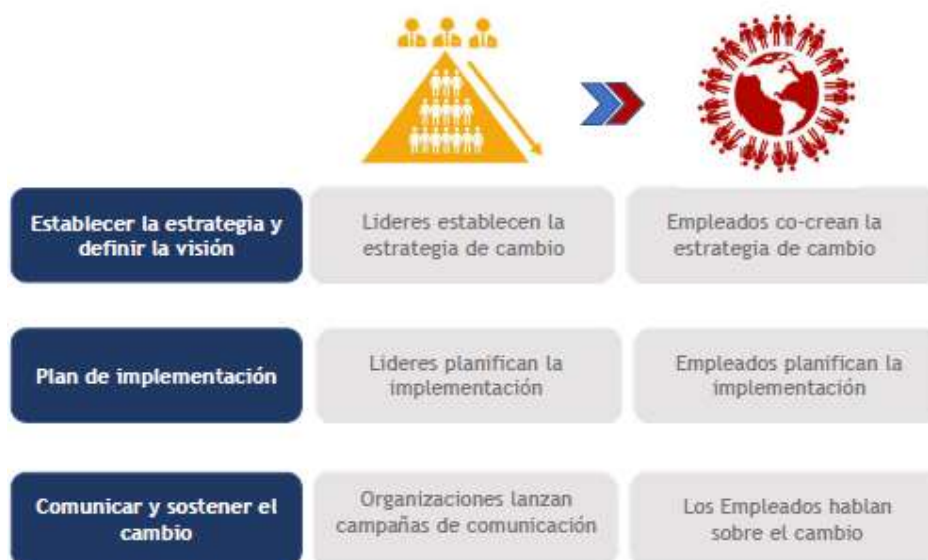 Establecer la estrategia y
definir la visión
Lideres establecen la
estrategia de cambio
Empleados co-crean la
estrategia de cambio
Plan de implementación
Lideres planifican la
implementación
Empleados planifican la
implementación
Comunicar y sostener el
cambio
Organizaciones lanzan
campañas de comunicación
Los Empleados hablan
sobre el cambio